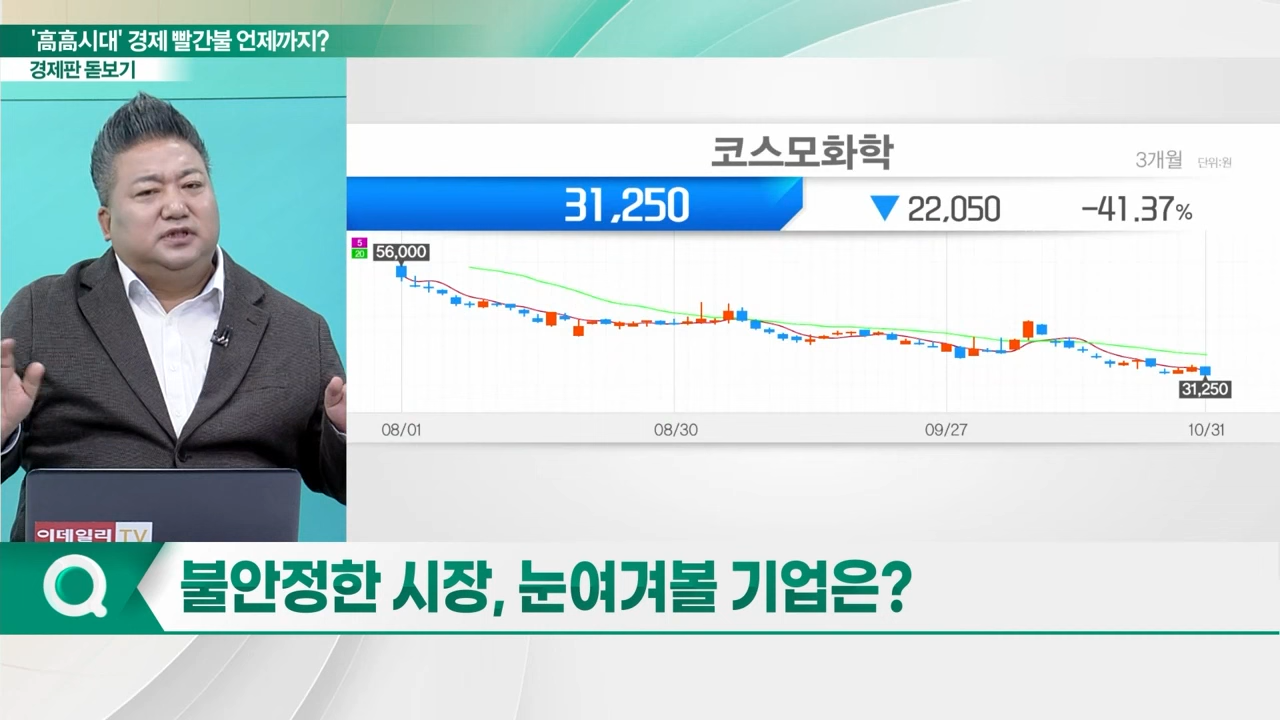 '高高시대' 경제 빨간불 언제까지?
경제판 돋보기
코스모화학
3개월 단위:원
31,250 ▼ 22,050 -41.37%
5
20
56,000
31,250
08/01 08/30 09/27 10/31
이데일리 TV
불안정한 시장, 눈여겨볼 기업은?